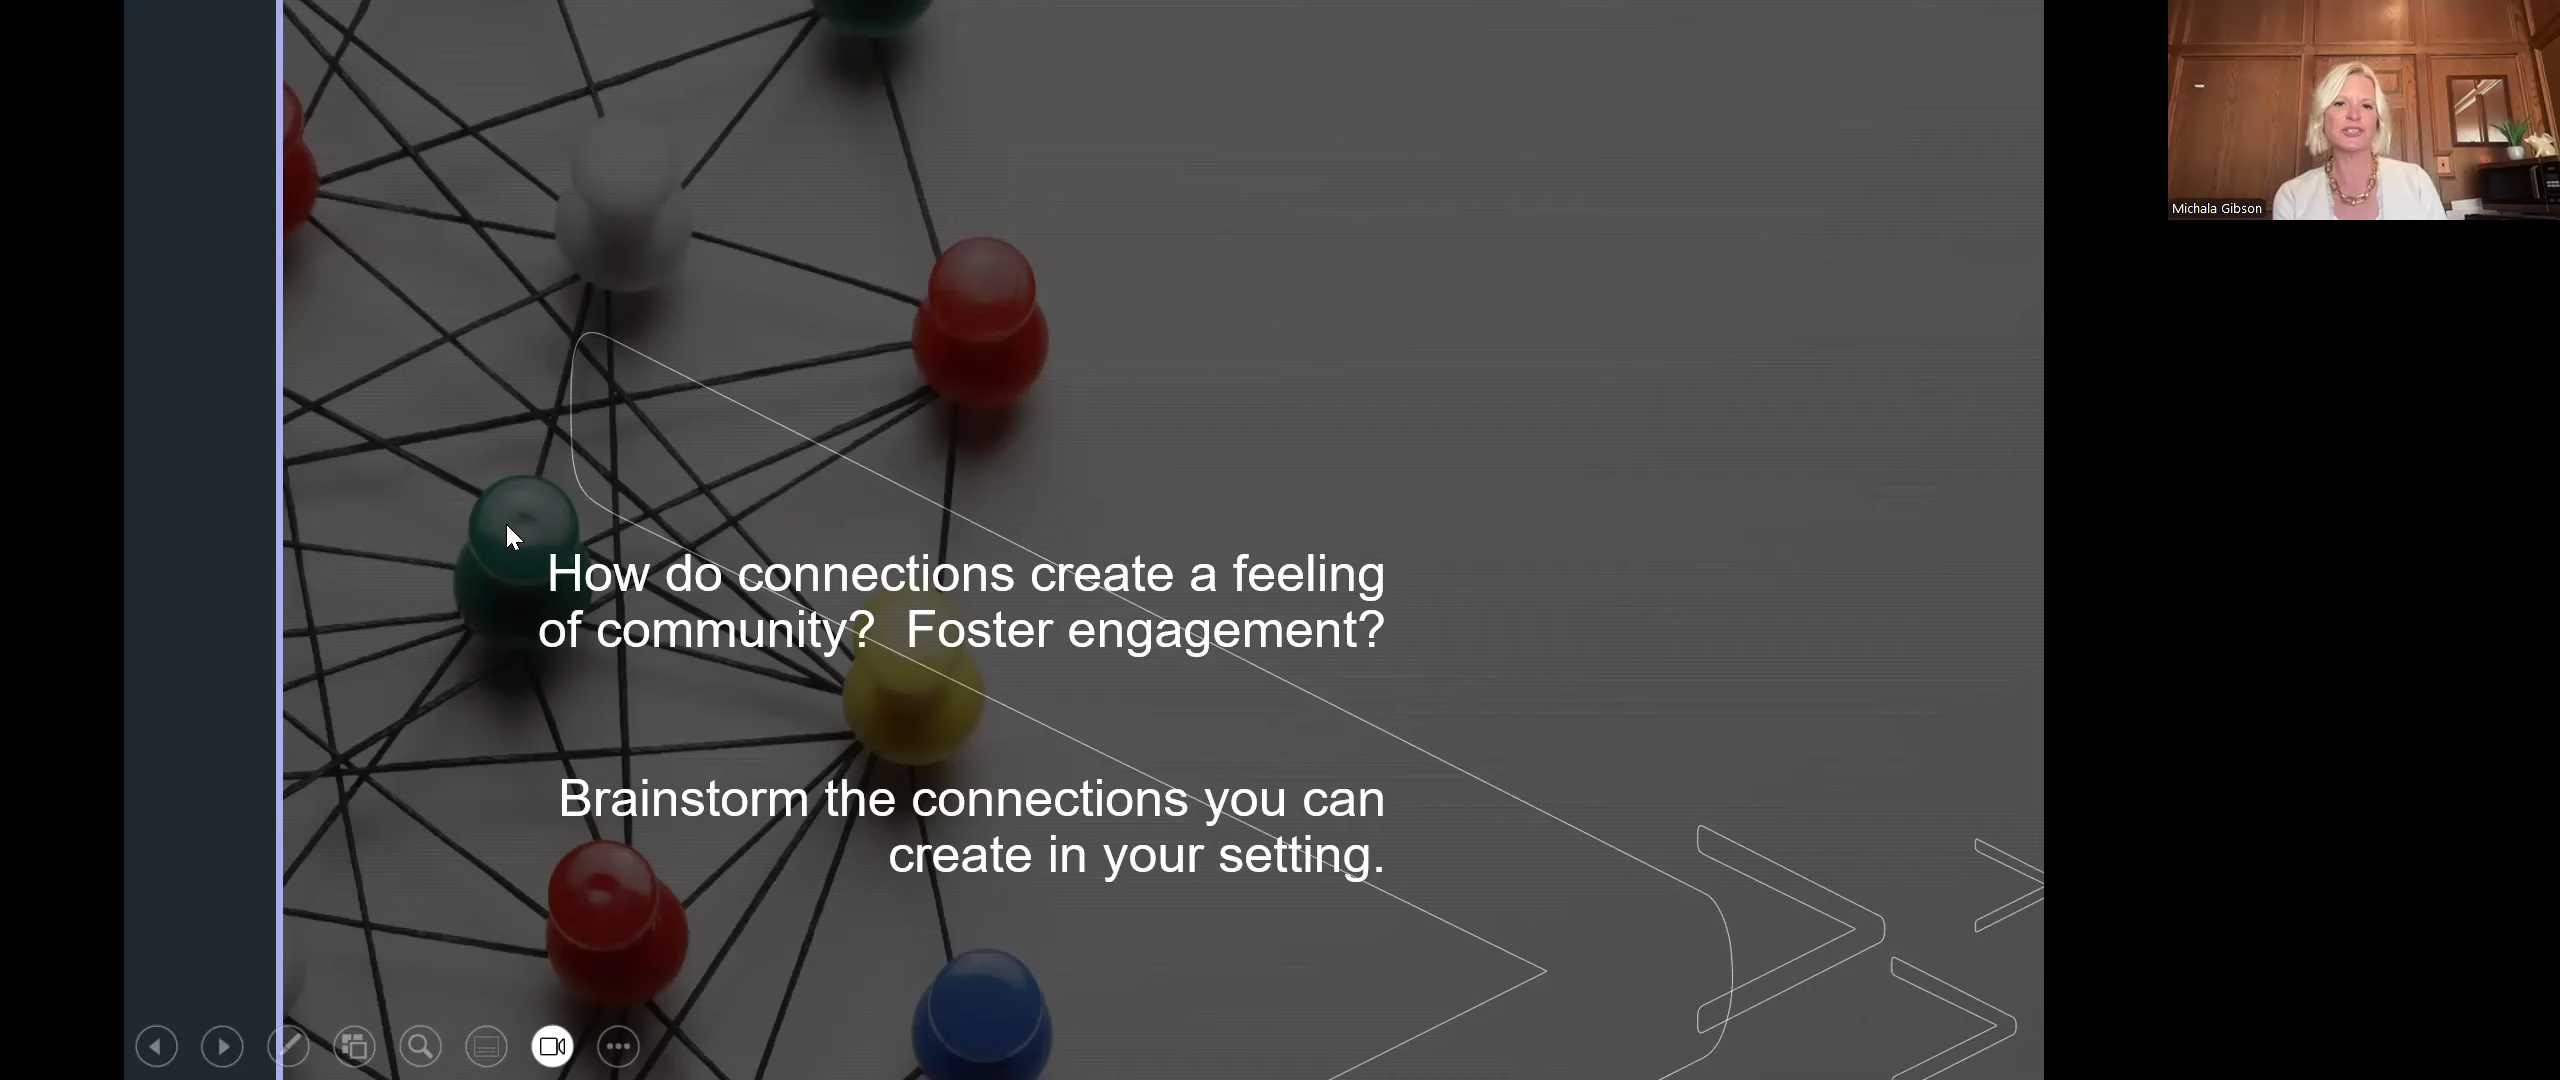 How do connections create a feeling
of community?  Foster engagement?
Brainstorm the connections you can
create in your setting.
Michala Gibson